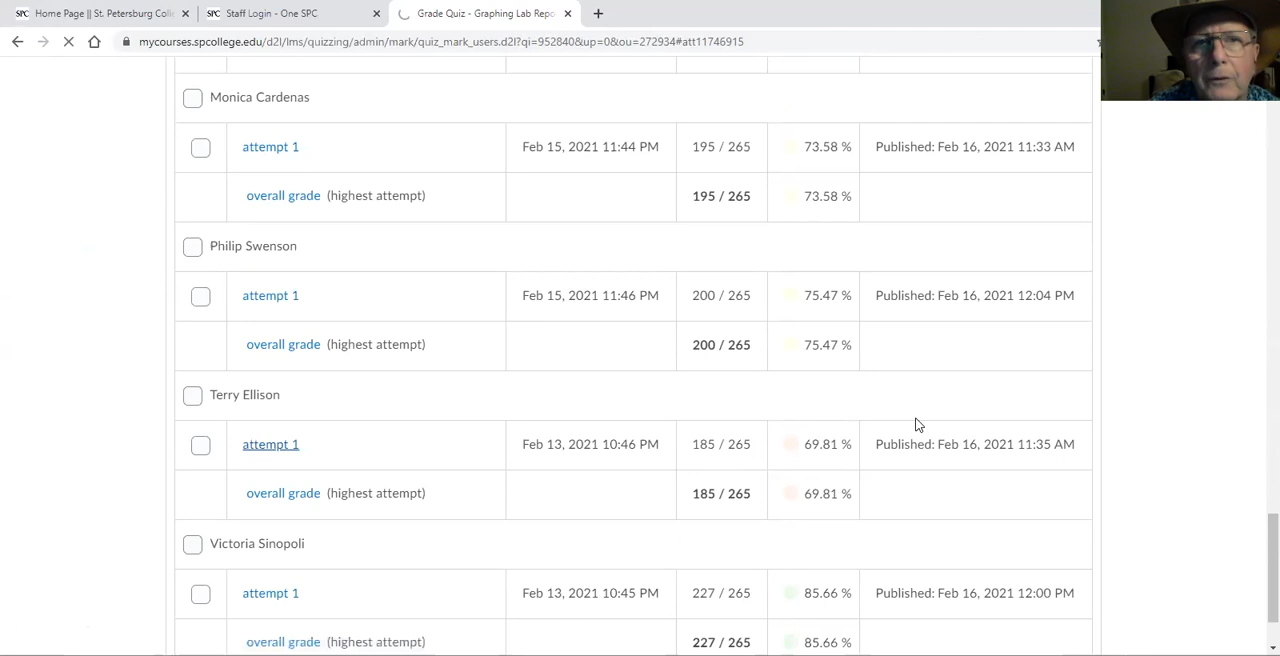 SPC Home Page || St. Petersburg Coll
SPC Staff Login - One SPC
Grade Quiz - Graphing Lab Repo
mycourses.spcollege.edu/d2l/lms/quizzing/admin/mark/quiz_mark_users.d2l?qi=952840&up=0&ou=272934#att11746915
Monica Cardenas
attempt 1 Feb 15, 2021 11:44 PM 195 / 265 73.58 % Published: Feb 16, 2021 11:33 AM
overall grade (highest attempt) 195 / 265 73.58 %
Philip Swenson
attempt 1 Feb 15, 2021 11:46 PM 200 / 265 75.47 % Published: Feb 16, 2021 12:04 PM
overall grade (highest attempt) 200 / 265 75.47 %
Terry Ellison
attempt 1 Feb 13, 2021 10:46 PM 185 / 265 69.81 % Published: Feb 16, 2021 11:35 AM
overall grade (highest attempt) 185 / 265 69.81 %
Victoria Sinopoli
attempt 1 Feb 13, 2021 10:45 PM 227 / 265 85.66 % Published: Feb 16, 2021 12:00 PM
overall grade (highest attempt) 227 / 265 85.66 %